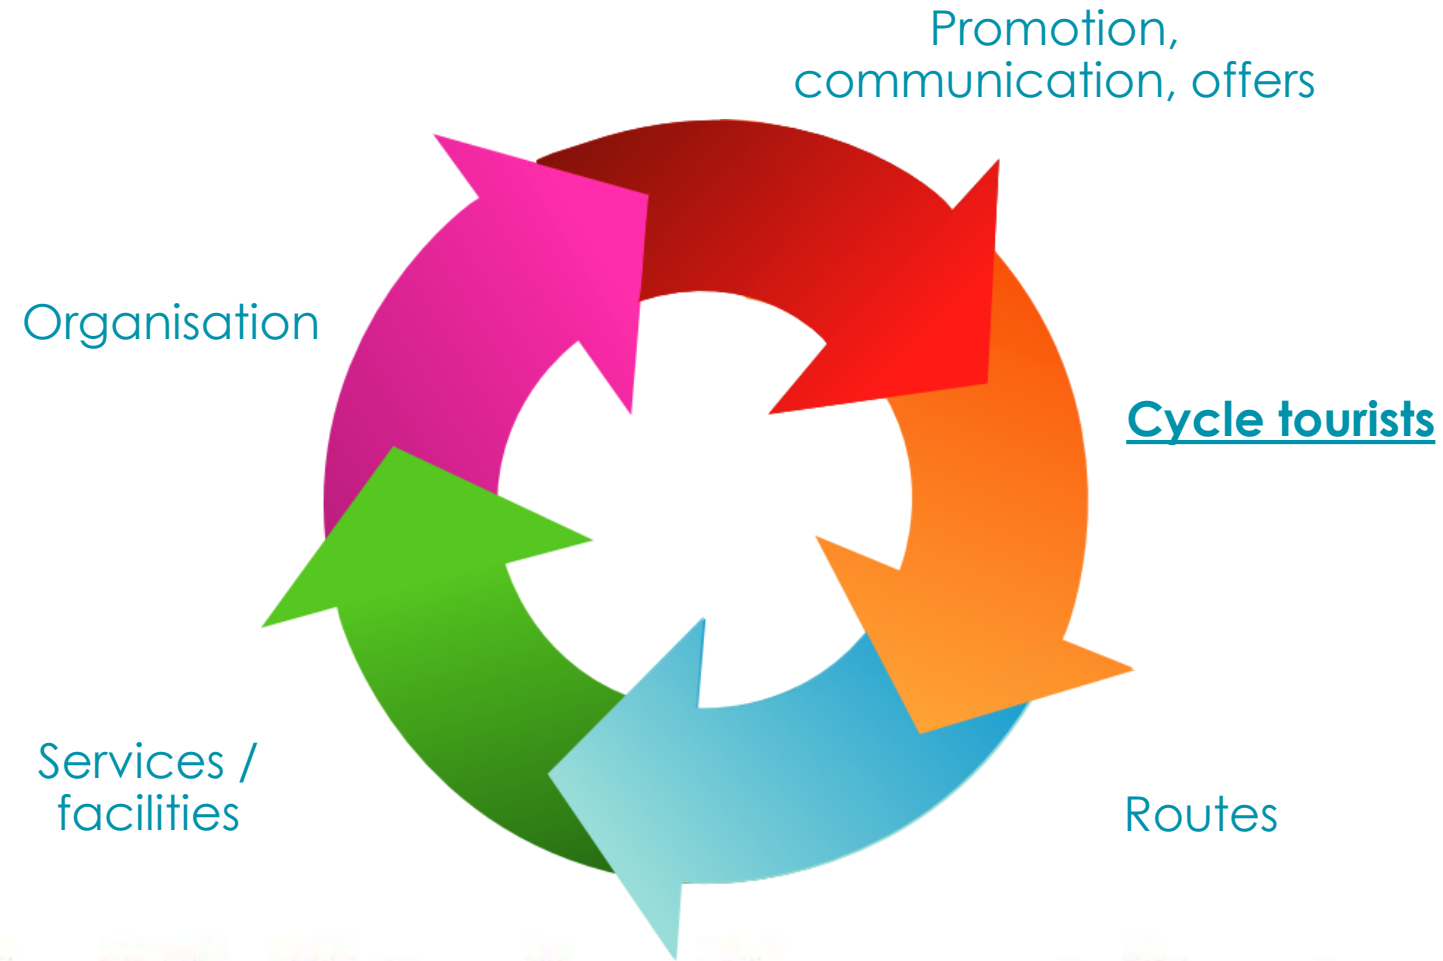 Promotion,
communication, offers
Organisation
Cycle tourists
Services /
facilities
Routes